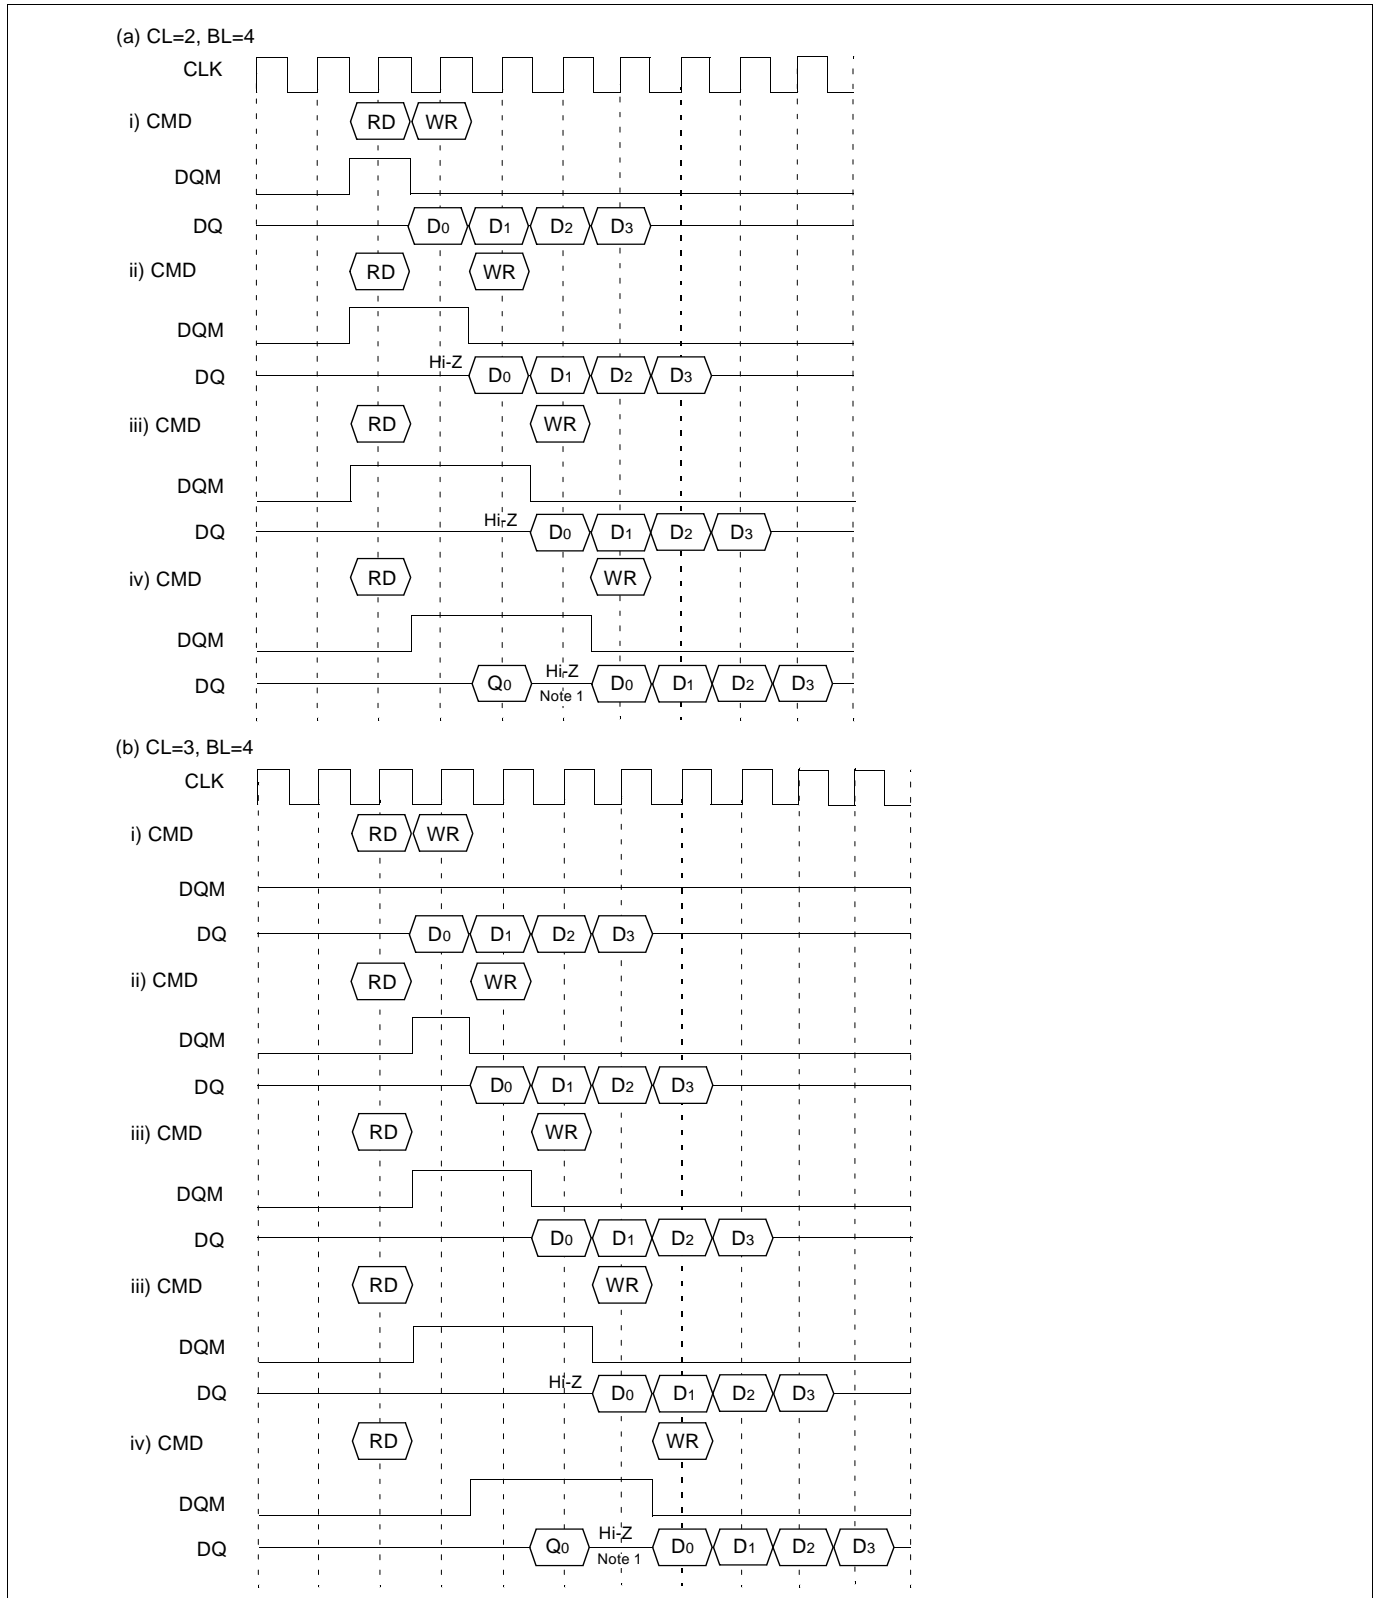 (a) CL=2, BL=4
CLK
i) CMD RD WR
DQM
DQ D0 D1 D2 D3
ii) CMD RD WR
DQM
DQ Hi-Z D0 D1 D2 D3
iii) CMD RD WR
DQM
DQ Hi-Z D0 D1 D2 D3
iv) CMD RD WR
DQM
DQ Q0 Hi-Z Note 1 D0 D1 D2 D3
(b) CL=3, BL=4
CLK
i) CMD RD WR
DQM
DQ D0 D1 D2 D3
ii) CMD RD WR
DQM
DQ D0 D1 D2 D3
iii) CMD RD WR
DQM
DQ D0 D1 D2 D3
iii) CMD RD WR
DQM
DQ Hi-Z D0 D1 D2 D3
iv) CMD RD WR
DQM
DQ Q0 Hi-Z Note 1 D0 D1 D2 D3